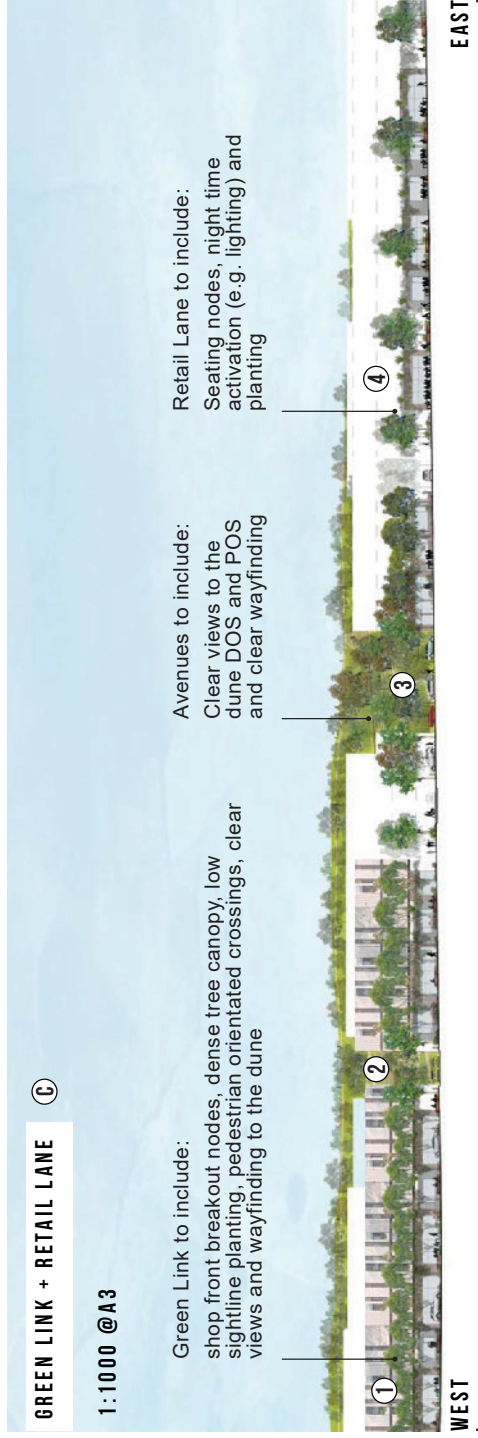 GREEN LINK + RETAIL LANE
C
1:1000 @A3
Green Link to include:
shop front breakout nodes, dense tree canopy, low
sightline planting, pedestrian orientated crossings, clear
views and wayfinding to the dune
Avenues to include:
Clear views to the
dune DOS and POS
and clear wayfinding
Retail Lane to include:
Seating nodes, night time
activation (e.g. lighting) and
planting
1
2
3
4
WEST
EAST